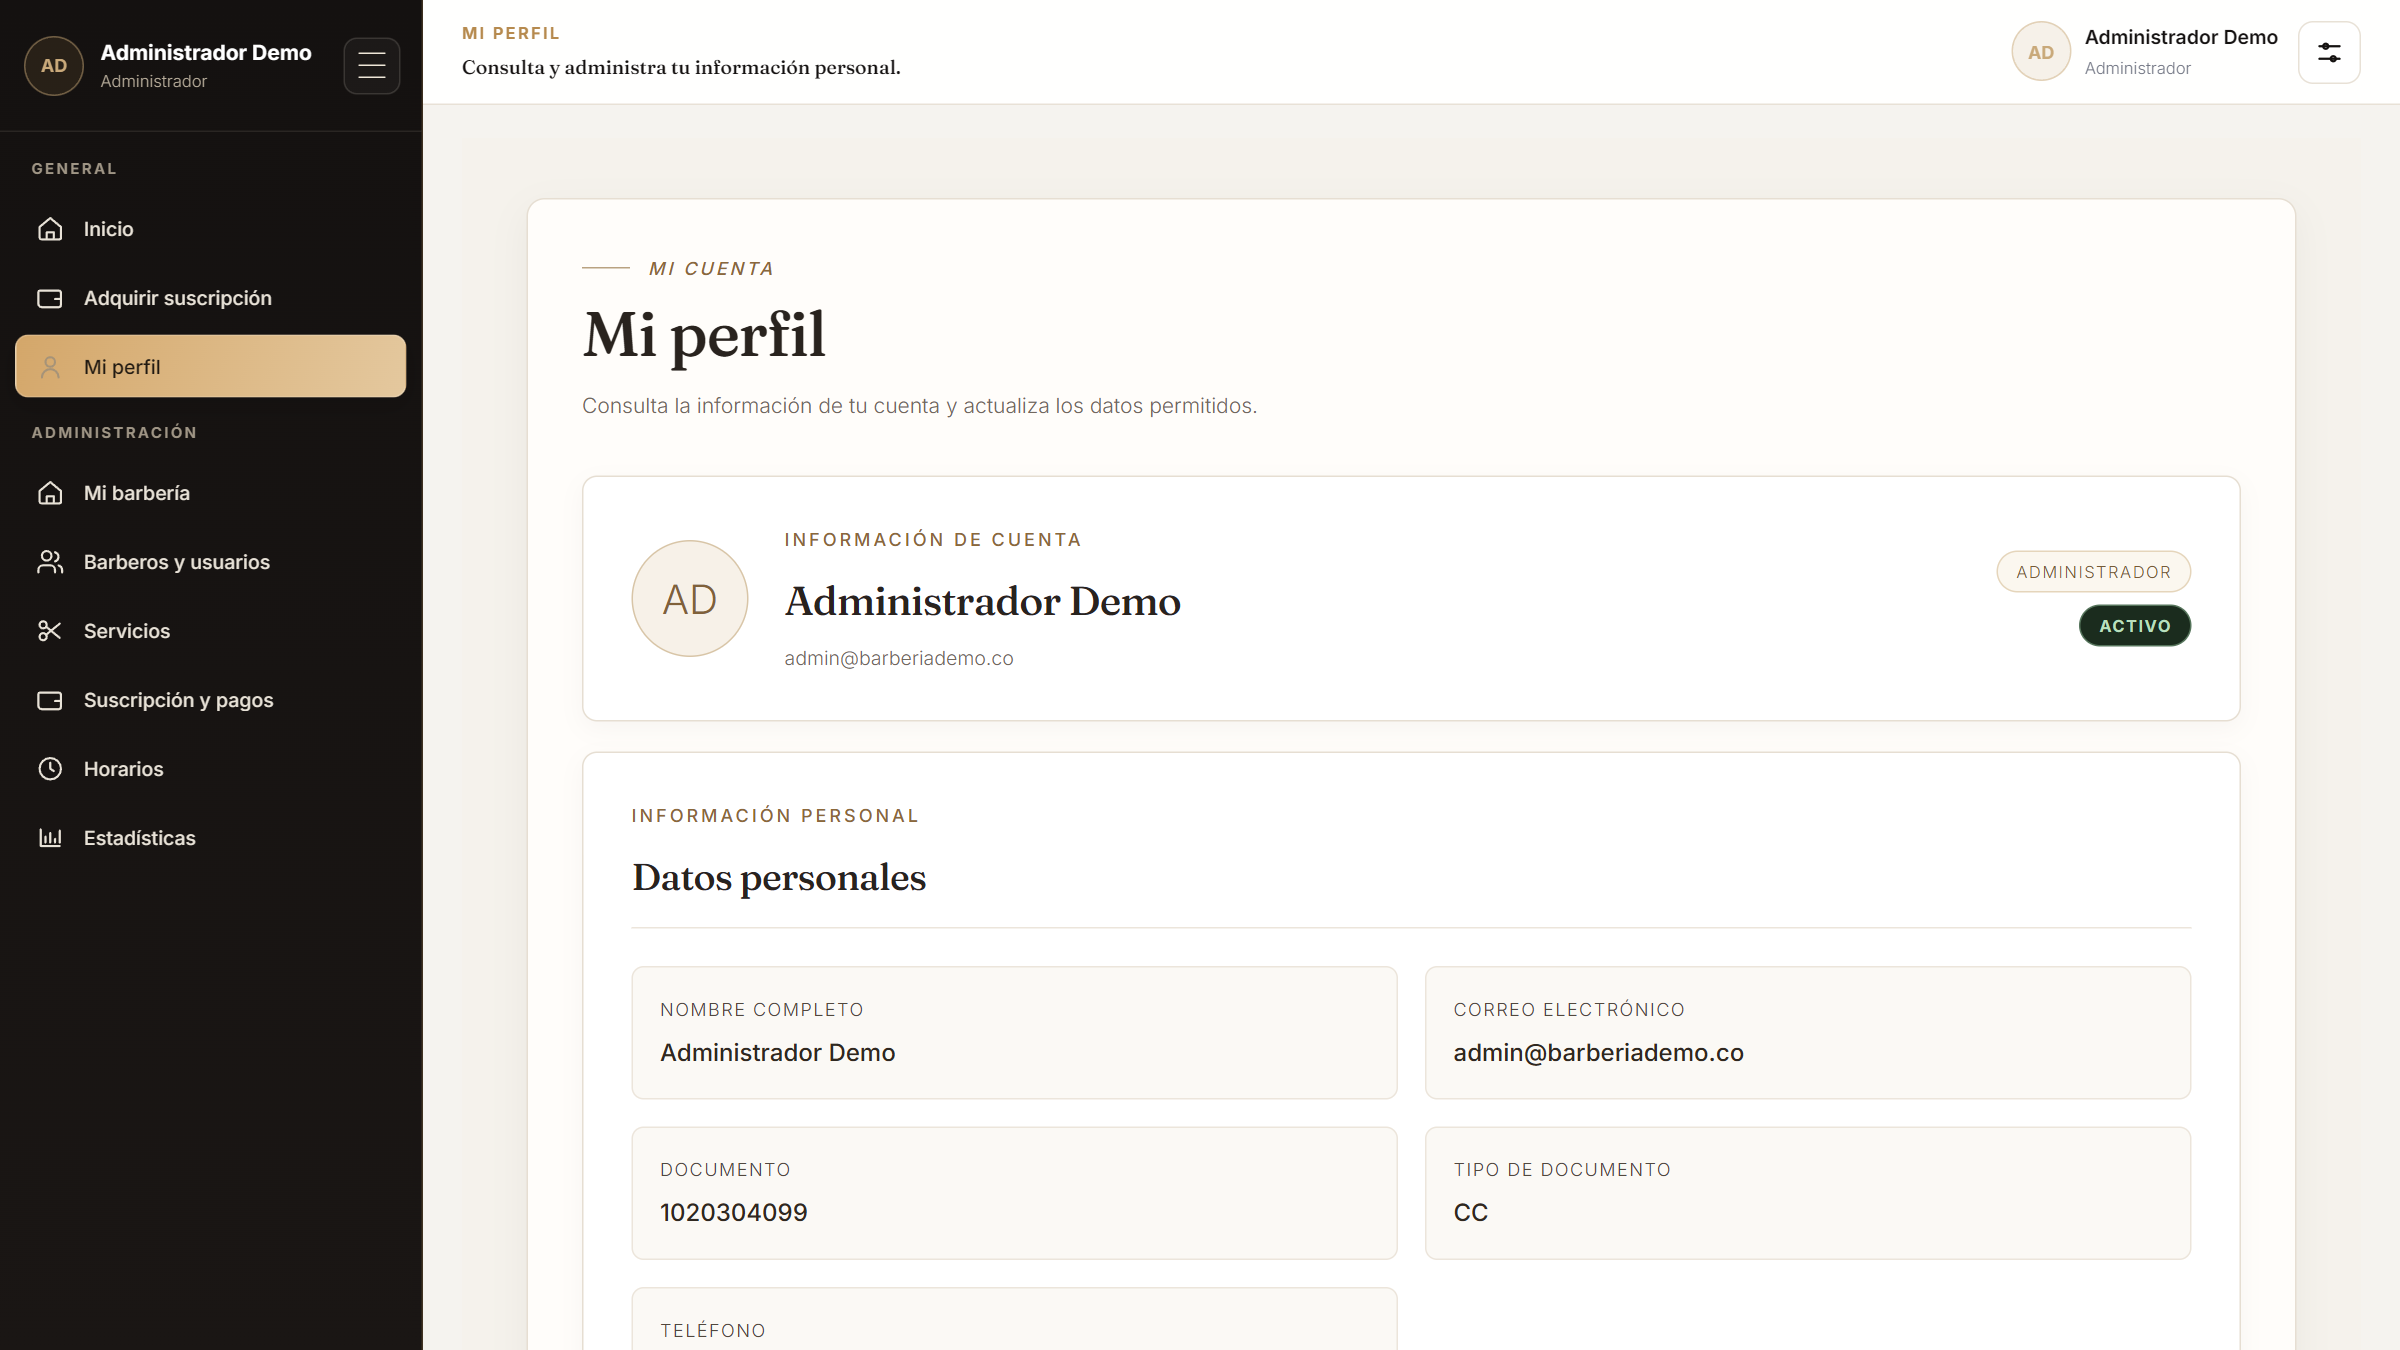 AD
Administrador Demo
Administrador
GENERAL
Inicio
Adquirir suscripción
Mi perfil
ADMINISTRACIÓN
Mi barbería
Barberos y usuarios
Servicios
Suscripción y pagos
Horarios
Estadísticas
MI PERFIL
Consulta y administra tu información personal.
AD
Administrador Demo
Administrador
MI CUENTA
Mi perfil
Consulta la información de tu cuenta y actualiza los datos permitidos.
AD
INFORMACIÓN DE CUENTA
Administrador Demo
admin@barberiademo.co
ADMINISTRADOR
ACTIVO
INFORMACIÓN PERSONAL
Datos personales
NOMBRE COMPLETO
Administrador Demo
CORREO ELECTRÓNICO
admin@barberiademo.co
DOCUMENTO
1020304099
TIPO DE DOCUMENTO
CC
TELÉFONO